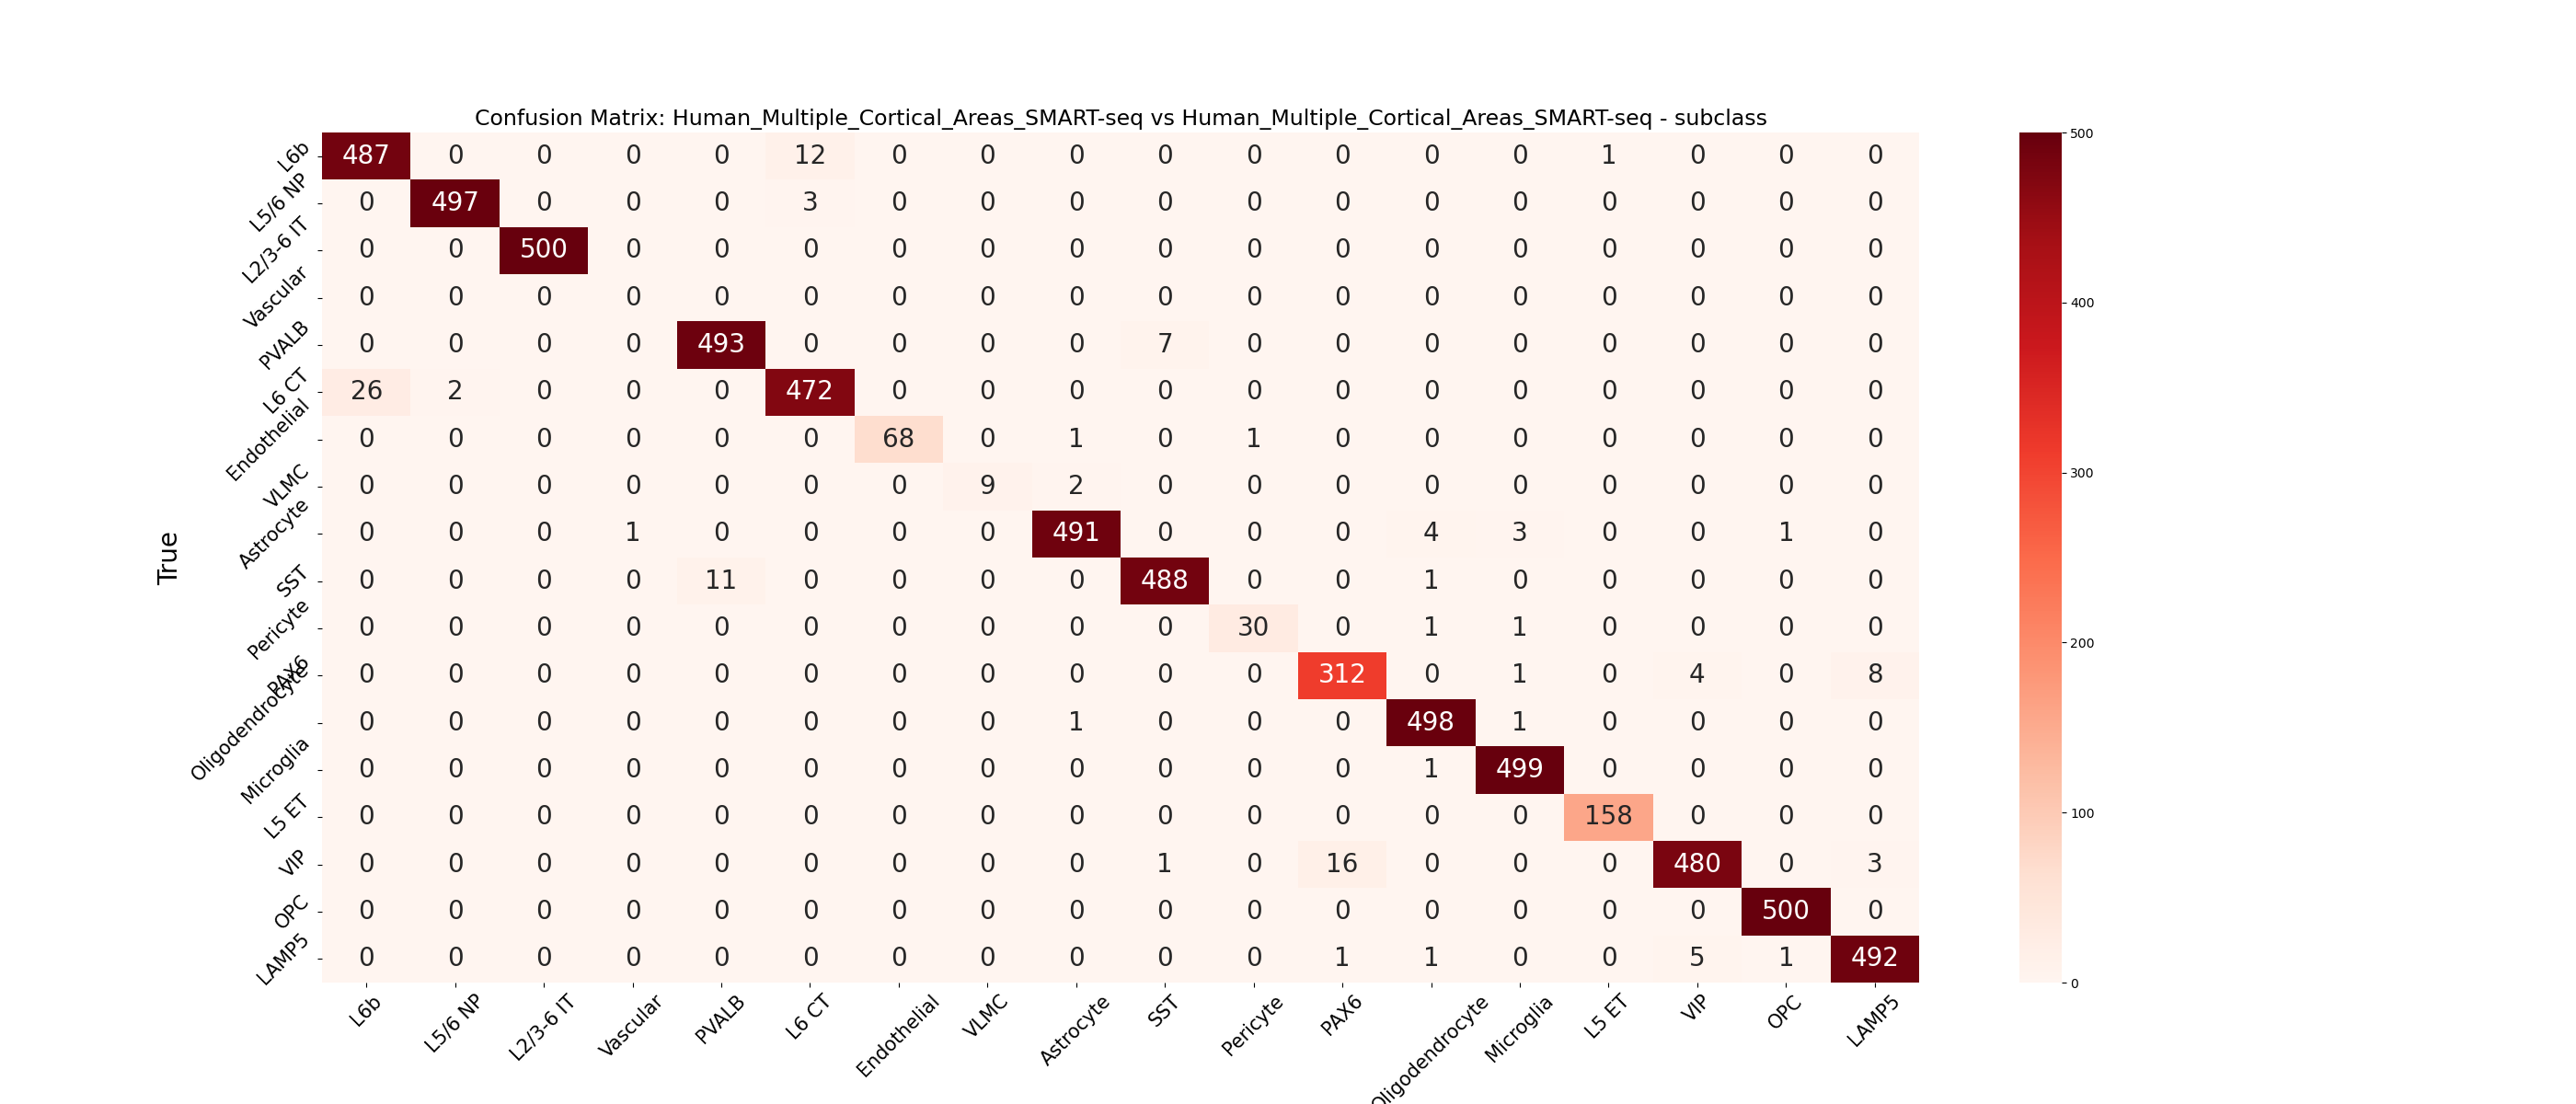 Confusion Matrix: Human_Multiple_Cortical_Areas_SMART-seq vs Human_Multiple_Cortical_Areas_SMART-seq - subclass
True
L6b 487 0 0 0 0 12 0 0 0 0 0 0 0 0 1 0 0 0
L5/6 NP 0 497 0 0 0 3 0 0 0 0 0 0 0 0 0 0 0 0
L2/3-6 IT 0 0 500 0 0 0 0 0 0 0 0 0 0 0 0 0 0 0
Vascular 0 0 0 0 0 0 0 0 0 0 0 0 0 0 0 0 0 0
PVALB 0 0 0 0 493 0 0 0 0 7 0 0 0 0 0 0 0 0
L6 CT 26 2 0 0 0 472 0 0 0 0 0 0 0 0 0 0 0 0
Endothelial 0 0 0 0 0 0 68 0 1 0 1 0 0 0 0 0 0 0
VLMC 0 0 0 0 0 0 0 9 2 0 0 0 0 0 0 0 0 0
Astrocyte 0 0 0 1 0 0 0 0 491 0 0 0 4 3 0 0 1 0
SST 0 0 0 0 11 0 0 0 0 488 0 0 1 0 0 0 0 0
Pericyte 0 0 0 0 0 0 0 0 0 0 30 0 1 1 0 0 0 0
PAX6 0 0 0 0 0 0 0 0 0 0 0 312 0 1 0 4 0 8
Oligodendrocyte 0 0 0 0 0 0 0 0 1 0 0 0 498 1 0 0 0 0
Microglia 0 0 0 0 0 0 0 0 0 0 0 0 1 499 0 0 0 0
L5 ET 0 0 0 0 0 0 0 0 0 0 0 0 0 0 158 0 0 0
VIP 0 0 0 0 0 0 0 0 0 1 0 16 0 0 0 480 0 3
OPC 0 0 0 0 0 0 0 0 0 0 0 0 0 0 0 0 500 0
LAMP5 0 0 0 0 0 0 0 0 0 0 0 1 1 0 0 5 1 492
L6b L5/6 NP L2/3-6 IT Vascular PVALB L6 CT Endothelial VLMC Astrocyte SST Pericyte PAX6 Oligodendrocyte Microglia L5 ET VIP OPC LAMP5
500
400
300
200
100
0